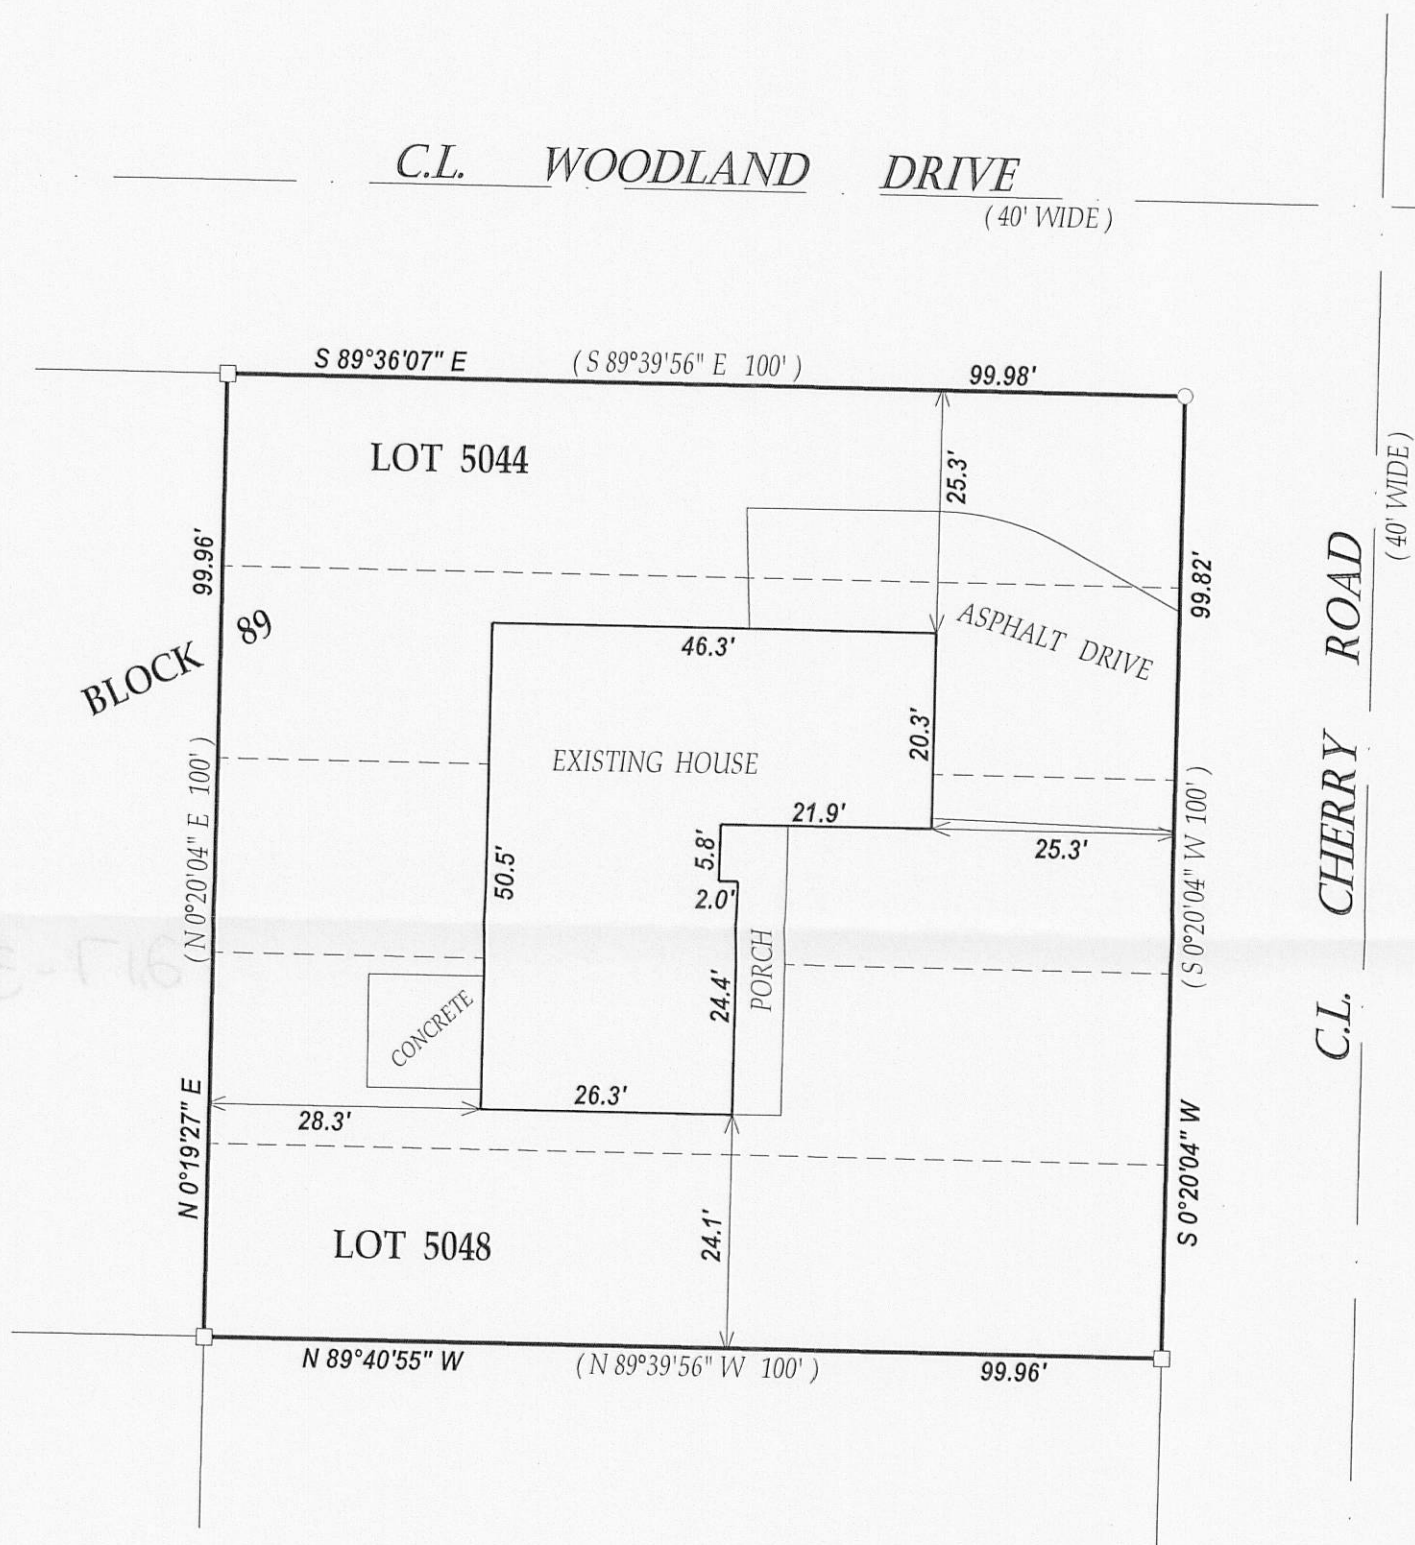 C.L. WOODLAND DRIVE
( 40' WIDE )
S 89°36'07" E ( S 89°39'56" E 100' ) 99.98'
LOT 5044
25.3'
99.96'
99.82'
BLOCK 89
ASPHALT DRIVE
46.3'
20.3'
EXISTING HOUSE
( N 0°20'04" E 100' )
( S 0°20'04" W 100' )
21.9'
25.3'
5.8'
50.5'
2.0'
24.4'
PORCH
CONCRETE
26.3'
28.3'
N 0°19'27" E
S 0°20'04" W
24.1'
LOT 5048
N 89°40'55" W ( N 89°39'56" W 100' ) 99.96'
C.L. CHERRY ROAD
( 40' WIDE )